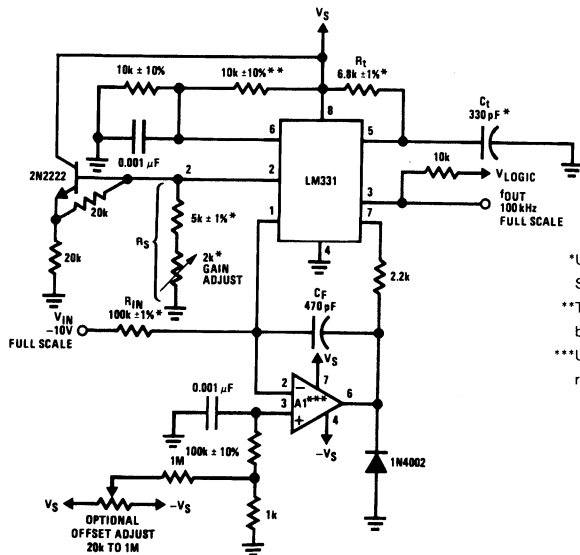 VS
10k ±10%
10k ±10%**
Rt
6.8k ±1%*
8
6
5
Ct
330 pF*
0.001 µF
2N2222
2
2
LM331
10k
VLOGIC
3
fOUT
100 kHz
FULL SCALE
20k
1
7
RS
5k ±1%*
4
20k
2k*
GAIN
ADJUST
2.2k
VIN
–10V
FULL SCALE
RIN
100k ±1%*
CF
470 pF
*U
S
**T
b
***U
r
VS
7
2
6
0.001 µF
3
A1***
4
–VS
100k ±10%
1N4002
1M
VS
–VS
1k
OPTIONAL
OFFSET ADJUST
20k TO 1M